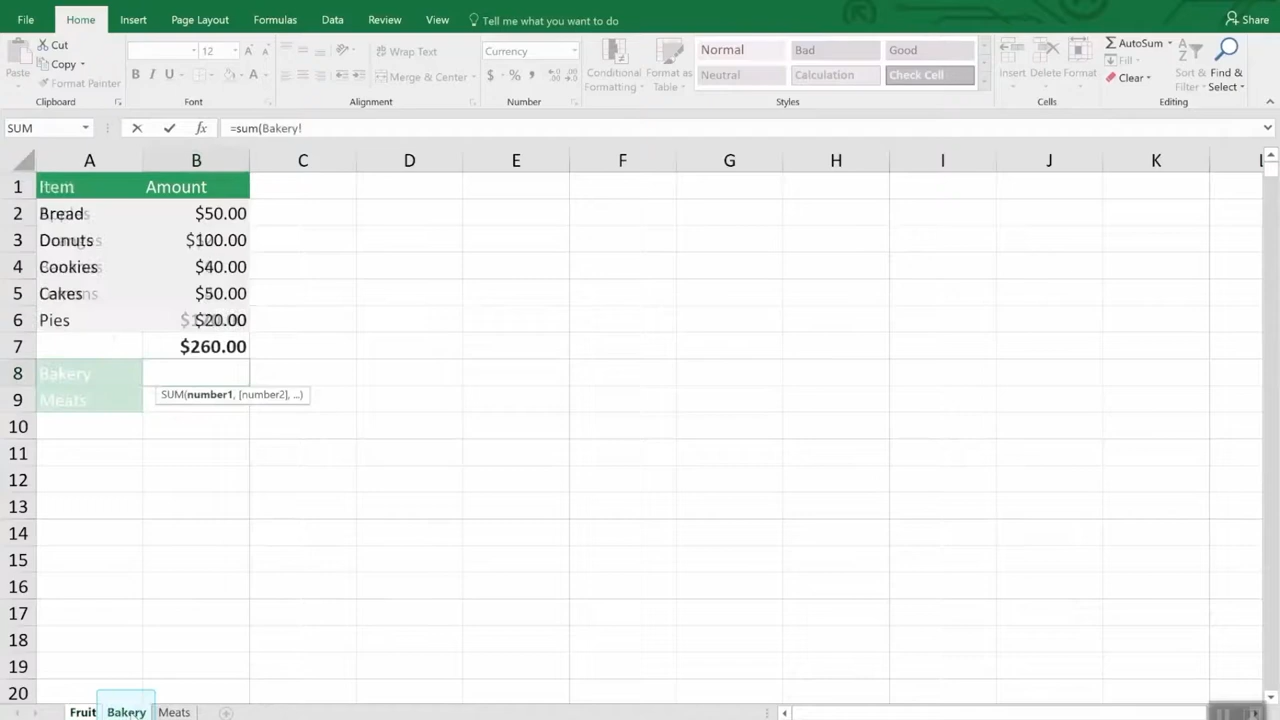 File Home Insert Page Layout Formulas Data Review View Tell me what you want to do Share
Cut
Copy
Format Painter
Paste
Clipboard
12
Font
Wrap Text
Merge & Center
Alignment
Currency
Number
Conditional Formatting
Format as Table
Normal Bad Good
Neutral Calculation Check Cell
Styles
Insert Delete Format
Cells
AutoSum
Fill
Clear
Sort & Filter
Find & Select
Editing
SUM =sum(Bakery!
A B C D E F G H I J K L
1 Item Amount
2 Bread $50.00
3 Donuts $100.00
4 Cookies $40.00
5 Cakes $50.00
6 Pies $20.00
7 $260.00
8 Bakery
SUM(number1, [number2], ...)
9 Meats
10
11
12
13
14
15
16
17
18
19
20
Fruit Bakery Meats